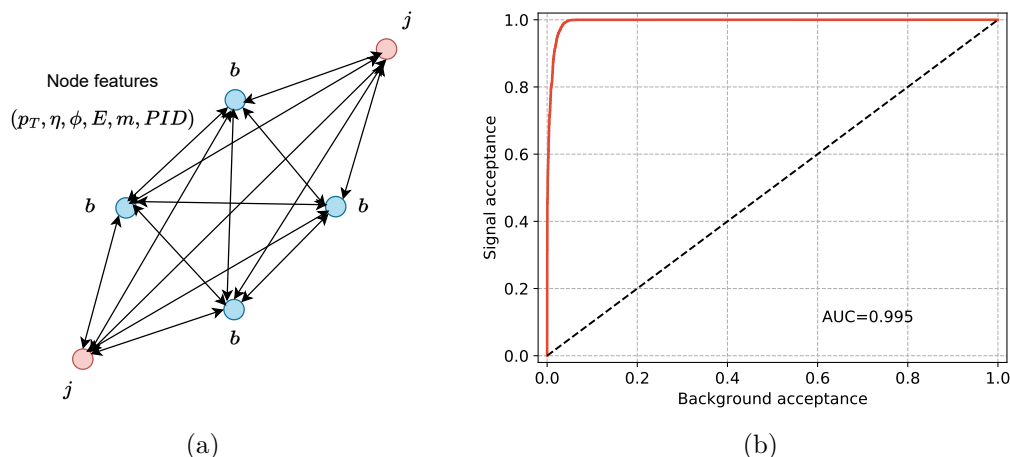 j
b
Node features
(p_T, η, ϕ, E, m, PID)
b
b
b
j
(a)
1.0
0.8
0.6
0.4
0.2
0.0
Signal acceptance
AUC=0.995
0.0 0.2 0.4 0.6 0.8 1.0
Background acceptance
(b)